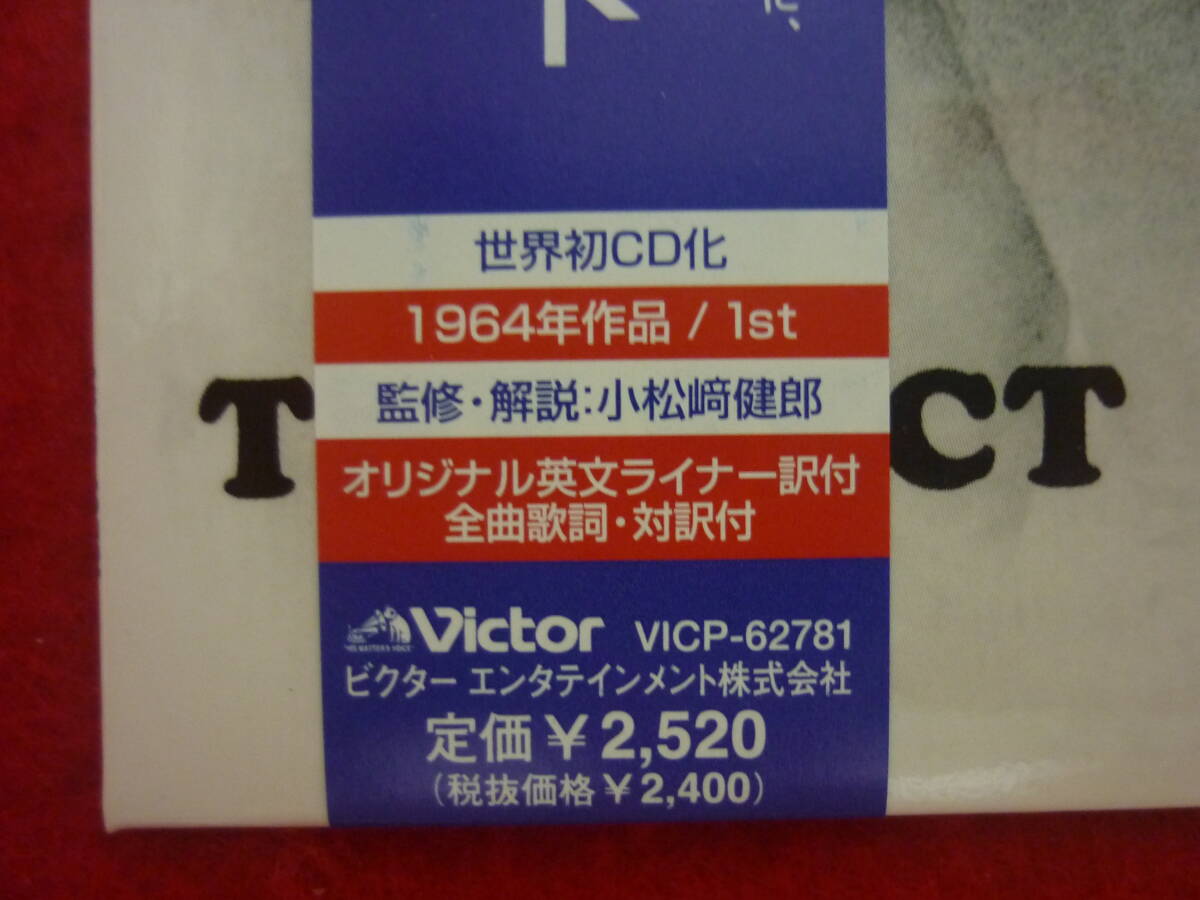 ト
に、
世界初CD化
1964年作品 / 1st
監修・解説:小松﨑健郎
T CT
オリジナル英文ライナー訳付
全曲歌詞・対訳付
Victor VICP-62781
ビクター エンタテインメント株式会社
定価¥2,520
(税抜価格¥2,400)